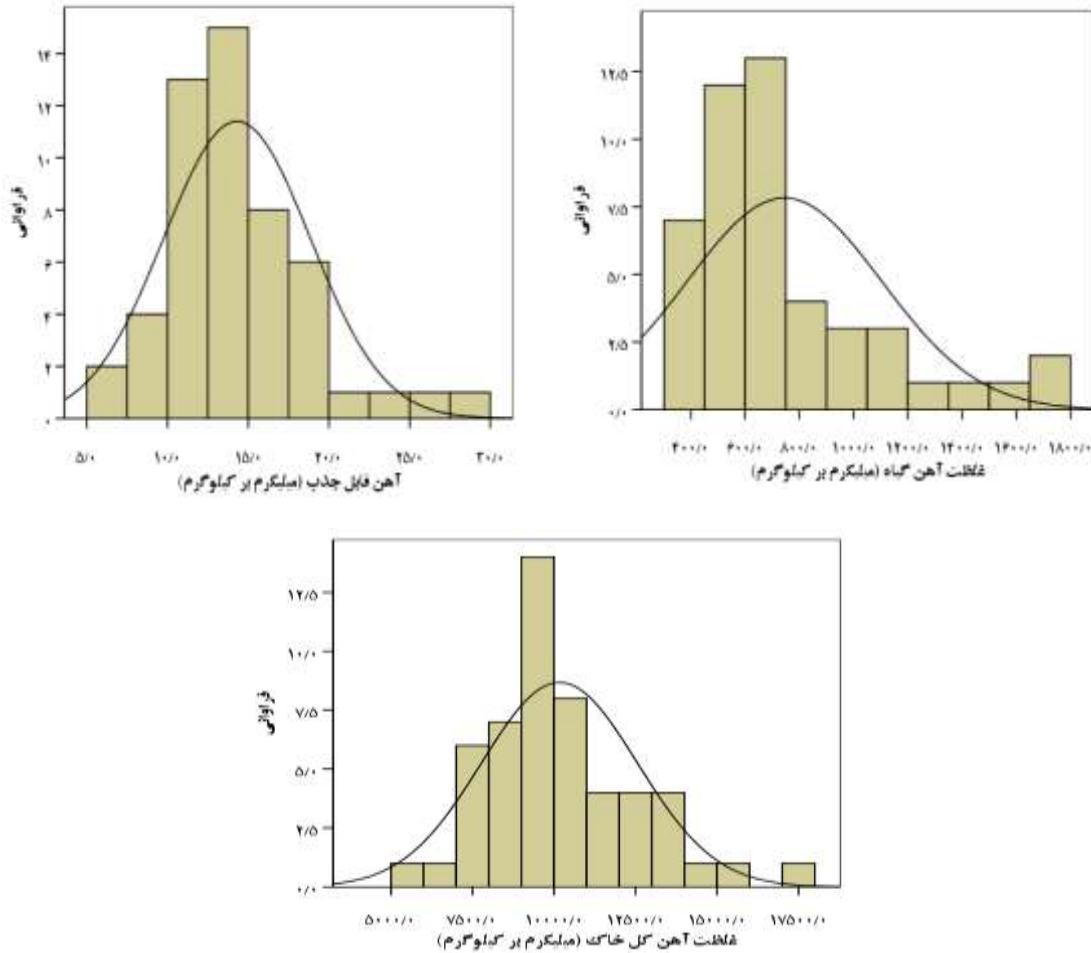 فراوانی
۱۴
۱۲
۱۰
۸
۶
۴
۲
۰
۵/۰ ۱۰/۰ ۱۵/۰ ۲۰/۰ ۲۵/۰ ۳۰/۰
آهن قابل جذب (میلیگرم بر کیلوگرم)
فراوانی
۱۲/۵
۱۰/۰
۷/۵
۵/۰
۲/۵
۰/۰
۴۰۰/۰ ۶۰۰/۰ ۸۰۰/۰ ۱۰۰۰/۰ ۱۲۰۰/۰ ۱۴۰۰/۰ ۱۶۰۰/۰ ۱۸۰۰/۰
غلظت آهن گیاه (میلیگرم بر کیلوگرم)
فراوانی
۱۲/۵
۱۰/۰
۷/۵
۵/۰
۲/۵
۰/۰
۵۰۰۰/۰ ۷۵۰۰/۰ ۱۰۰۰۰/۰ ۱۲۵۰۰/۰ ۱۵۰۰۰/۰ ۱۷۵۰۰/۰
غلظت آهن کل خاک (میلیگرم بر کیلوگرم)